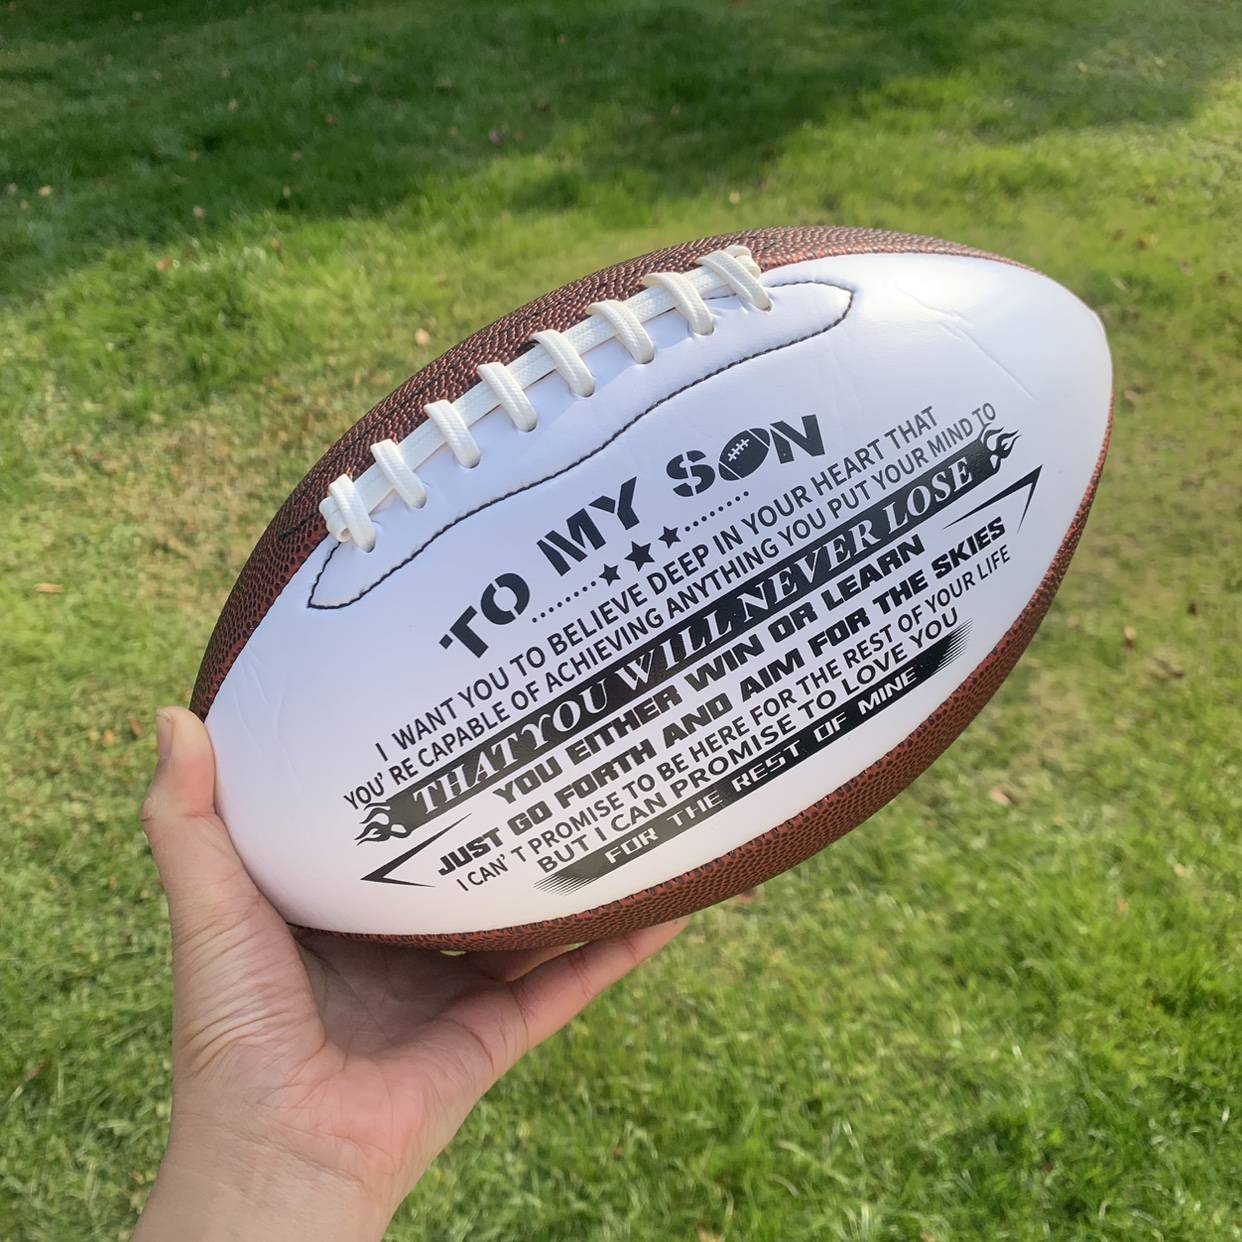 TO MY SON
I WANT YOU TO BELIEVE DEEP IN YOUR HEART THAT
YOU'RE CAPABLE OF ACHIEVING ANYTHING YOU PUT YOUR MIND TO
THAT YOU WILL NEVER LOSE
YOU EITHER WIN OR LEARN
JUST GO FORTH AND AIM FOR THE SKIES
I CAN'T PROMISE TO BE HERE FOR THE REST OF YOUR LIFE
BUT I CAN PROMISE TO LOVE YOU
FOR THE REST OF MINE